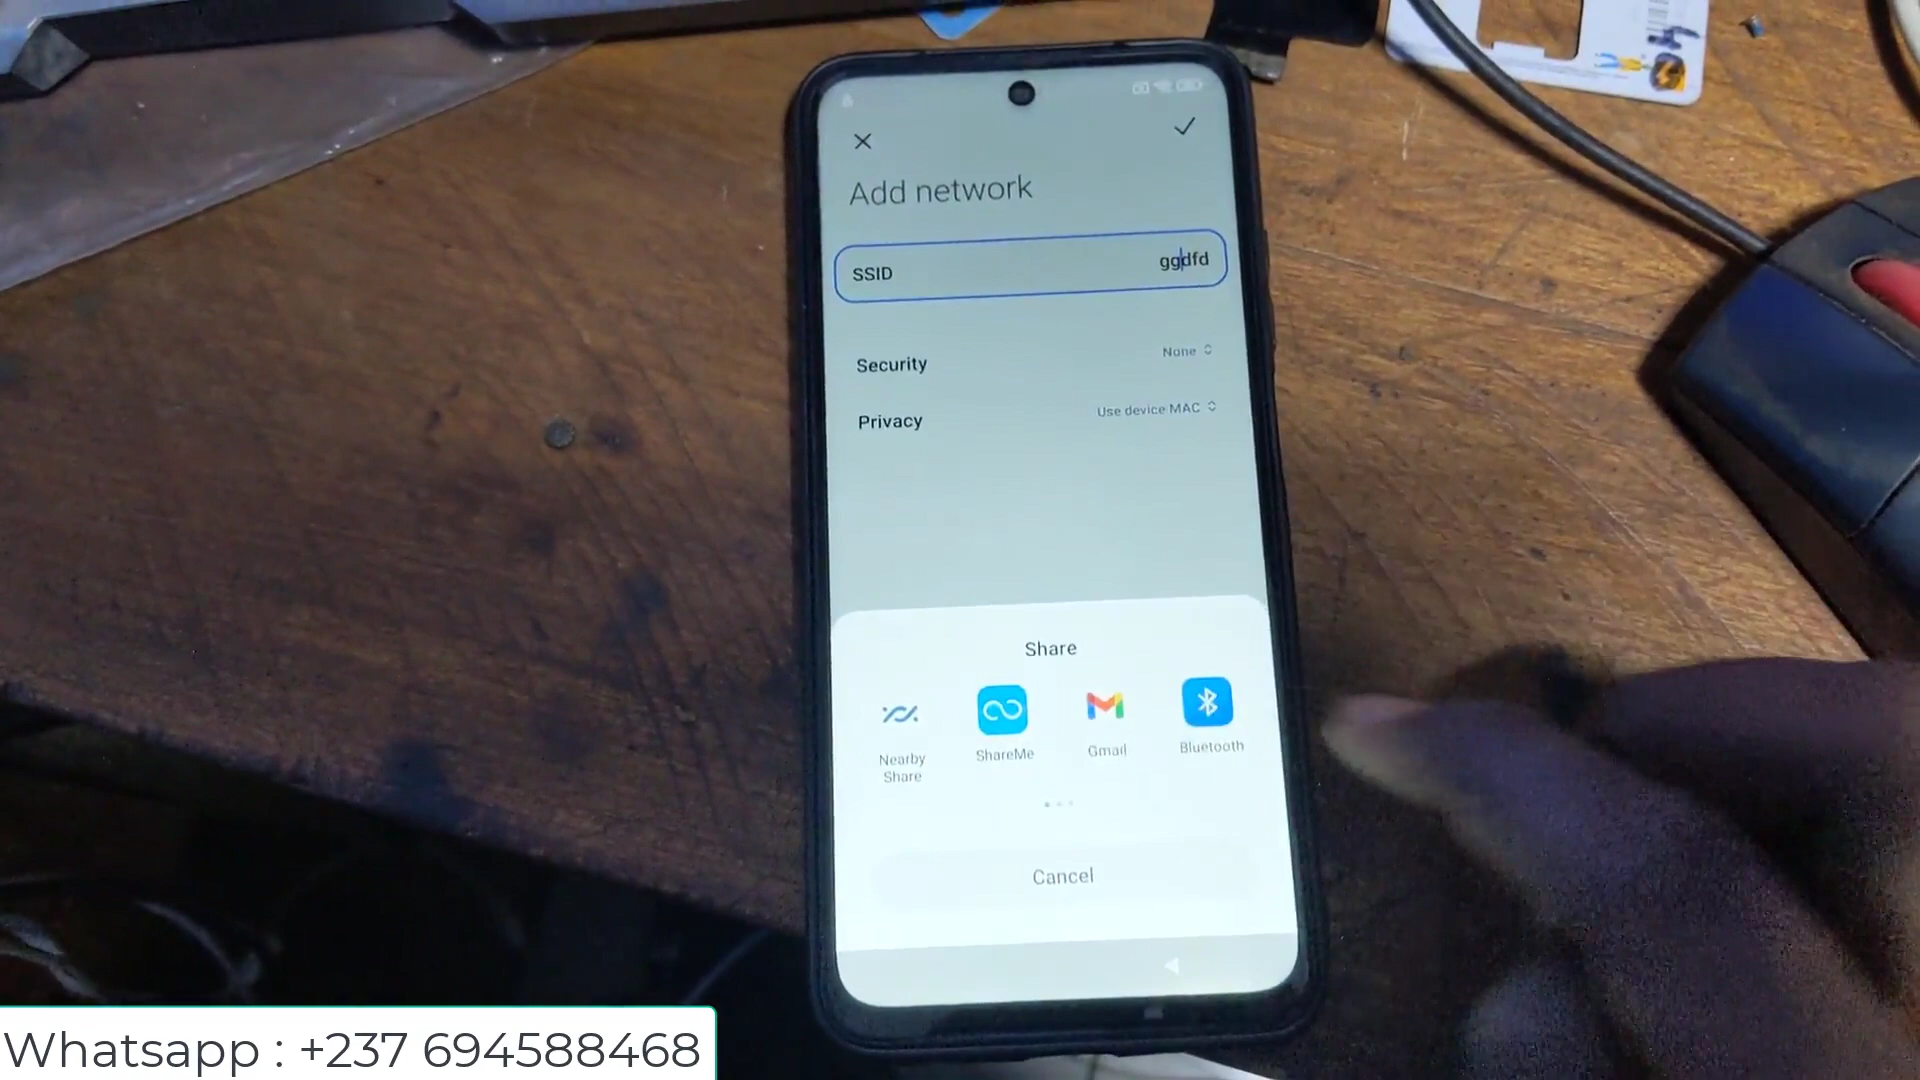 Add network
SSID ggdfd
Security None
Privacy Use device MAC
Share
Nearby Share
ShareMe
Gmail
Bluetooth
Cancel
Whatsapp : +237 694588468